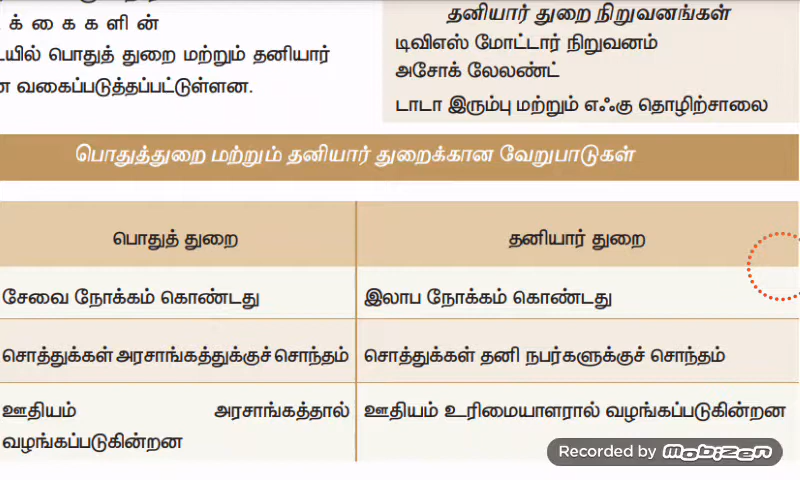 க் கை க ளி ன்
தனியார் துறை நிறுவனங்கள்
யில் பொதுத் துறை மற்றும் தனியார்
டிவிஎஸ் மோட்டார் நிறுவனம்
அசோக் லேலண்ட்
வகைப்படுத்தப்பட்டுள்ளன.
டாடா இரும்பு மற்றும் எஃகு தொழிற்சாலை
பொதுத்துறை மற்றும் தனியார் துறைக்கான வேறுபாடுகள்
பொதுத் துறை தனியார் துறை
சேவை நோக்கம் கொண்டது இலாப நோக்கம் கொண்டது
சொத்துக்கள் அரசாங்கத்துக்குச் சொந்தம் சொத்துக்கள் தனி நபர்களுக்குச் சொந்தம்
ஊதியம் அரசாங்கத்தால் ஊதியம் உரிமையாளரால் வழங்கப்படுகின்றன
வழங்கப்படுகின்றன
Recorded by mobizen